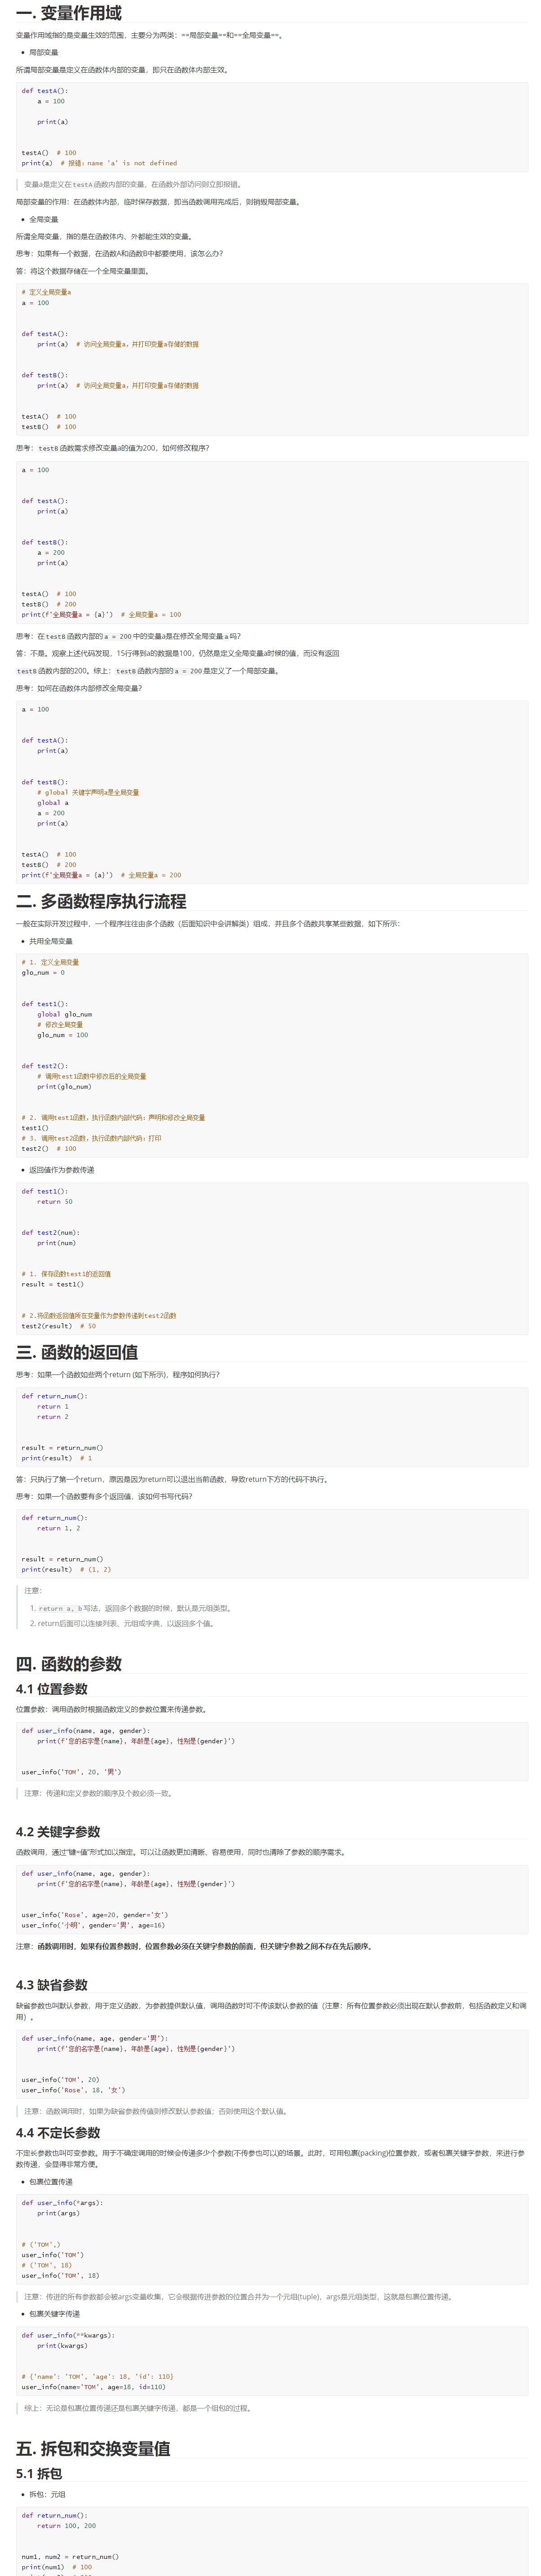 一. 变量作用域
变量作用域指的是变量生效的范围，主要分为两类：==局部变量==和==全局变量==。
• 局部变量
所谓局部变量是定义在函数体内部的变量，即只在函数体内部生效。
def testA():
    a = 100
    print(a)
testA()  # 100
print(a)  # 报错：name 'a' is not defined
变量a是定义在testA函数内部的变量，在函数外部访问则立即报错。
局部变量的作用：在函数体内部，临时保存数据，即当函数调用完成后，则销毁局部变量。
• 全局变量
所谓全局变量，指的是在函数体内、外都能生效的变量。
思考：如果有一个数据，在函数A和函数B中都要使用，该怎么办？
答：将这个数据存储在一个全局变量里面。
# 定义全局变量a
a = 100
def testA():
    print(a)  # 访问全局变量a，并打印变量a存储的数据
def testB():
    print(a)  # 访问全局变量a，并打印变量a存储的数据
testA()  # 100
testB()  # 100
思考：testB函数需求修改变量a的值为200，如何修改程序？
a = 100
def testA():
    print(a)
def testB():
    a = 200
    print(a)
testA()  # 100
testB()  # 200
print(f'全局变量a = {a}')  # 全局变量a = 100
思考：在testB函数内部的a = 200中的变量a是在修改全局变量a吗？
答：不是。观察上述代码发现，15行得到a的数据是100，仍然是定义全局变量a时候的值，而没有返回
testB函数内部的200。综上：testB函数内部的a = 200是定义了一个局部变量。
思考：如何在函数体内部修改全局变量？
a = 100
def testA():
    print(a)
def testB():
    # global 关键字声明a是全局变量
    global a
    a = 200
    print(a)
testA()  # 100
testB()  # 200
print(f'全局变量a = {a}')  # 全局变量a = 200
二. 多函数程序执行流程
一般在实际开发过程中，一个程序往往由多个函数（后面知识中会讲解类）组成，并且多个函数共享某些数据，如下所示：
• 共用全局变量
# 1. 定义全局变量
glo_num = 0
def test1():
    global glo_num
    # 修改全局变量
    glo_num = 100
def test2():
    # 调用test1函数中修改后的全局变量
    print(glo_num)
# 2. 调用test1函数，执行函数内部代码：声明和修改全局变量
test1()
# 3. 调用test2函数，执行函数内部代码：打印
test2()  # 100
• 返回值作为参数传递
def test1():
    return 50
def test2(num):
    print(num)
# 1. 保存函数test1的返回值
result = test1()
# 2.将函数返回值所在变量作为参数传递到test2函数
test2(result)  # 50
三. 函数的返回值
思考：如果一个函数如些两个return (如下所示)，程序如何执行？
def return_num():
    return 1
    return 2
result = return_num()
print(result)  # 1
答：只执行了第一个return，原因是因为return可以退出当前函数，导致return下方的代码不执行。
思考：如果一个函数要有多个返回值，该如何书写代码？
def return_num():
    return 1, 2
result = return_num()
print(result)  # (1, 2)
注意：
1. return a, b写法，返回多个数据的时候，默认是元组类型。
2. return后面可以连接列表、元组或字典，以返回多个值。
四. 函数的参数
4.1 位置参数
位置参数：调用函数时根据函数定义的参数位置来传递参数。
def user_info(name, age, gender):
    print(f'您的名字是{name}, 年龄是{age}, 性别是{gender}')
user_info('TOM', 20, '男')
注意：传递和定义参数的顺序及个数必须一致。
4.2 关键字参数
函数调用，通过“键=值”形式加以指定。可以让函数更加清晰、容易使用，同时也清除了参数的顺序需求。
def user_info(name, age, gender):
    print(f'您的名字是{name}, 年龄是{age}, 性别是{gender}')
user_info('Rose', age=20, gender='女')
user_info('小明', gender='男', age=16)
注意：函数调用时，如果有位置参数时，位置参数必须在关键字参数的前面，但关键字参数之间不存在先后顺序。
4.3 缺省参数
缺省参数也叫默认参数，用于定义函数，为参数提供默认值，调用函数时可不传该默认参数的值（注意：所有位置参数必须出现在默认参数前，包括函数定义和调
用）。
def user_info(name, age, gender='男'):
    print(f'您的名字是{name}, 年龄是{age}, 性别是{gender}')
user_info('TOM', 20)
user_info('Rose', 18, '女')
注意：函数调用时，如果为缺省参数传值则修改默认参数值；否则使用这个默认值。
4.4 不定长参数
不定长参数也叫可变参数。用于不确定调用的时候会传递多少个参数(不传参也可以)的场景。此时，可用包裹(packing)位置参数，或者包裹关键字参数，来进行参
数传递，会显得非常方便。
• 包裹位置传递
def user_info(*args):
    print(args)
# ('TOM',)
user_info('TOM')
# ('TOM', 18)
user_info('TOM', 18)
注意：传进的所有参数都会被args变量收集，它会根据传进参数的位置合并为一个元组(tuple)，args是元组类型，这就是包裹位置传递。
• 包裹关键字传递
def user_info(**kwargs):
    print(kwargs)
# {'name': 'TOM', 'age': 18, 'id': 110}
user_info(name='TOM', age=18, id=110)
综上：无论是包裹位置传递还是包裹关键字传递，都是一个组包的过程。
五. 拆包和交换变量值
5.1 拆包
• 拆包：元组
def return_num():
    return 100, 200
num1, num2 = return_num()
print(num1)  # 100